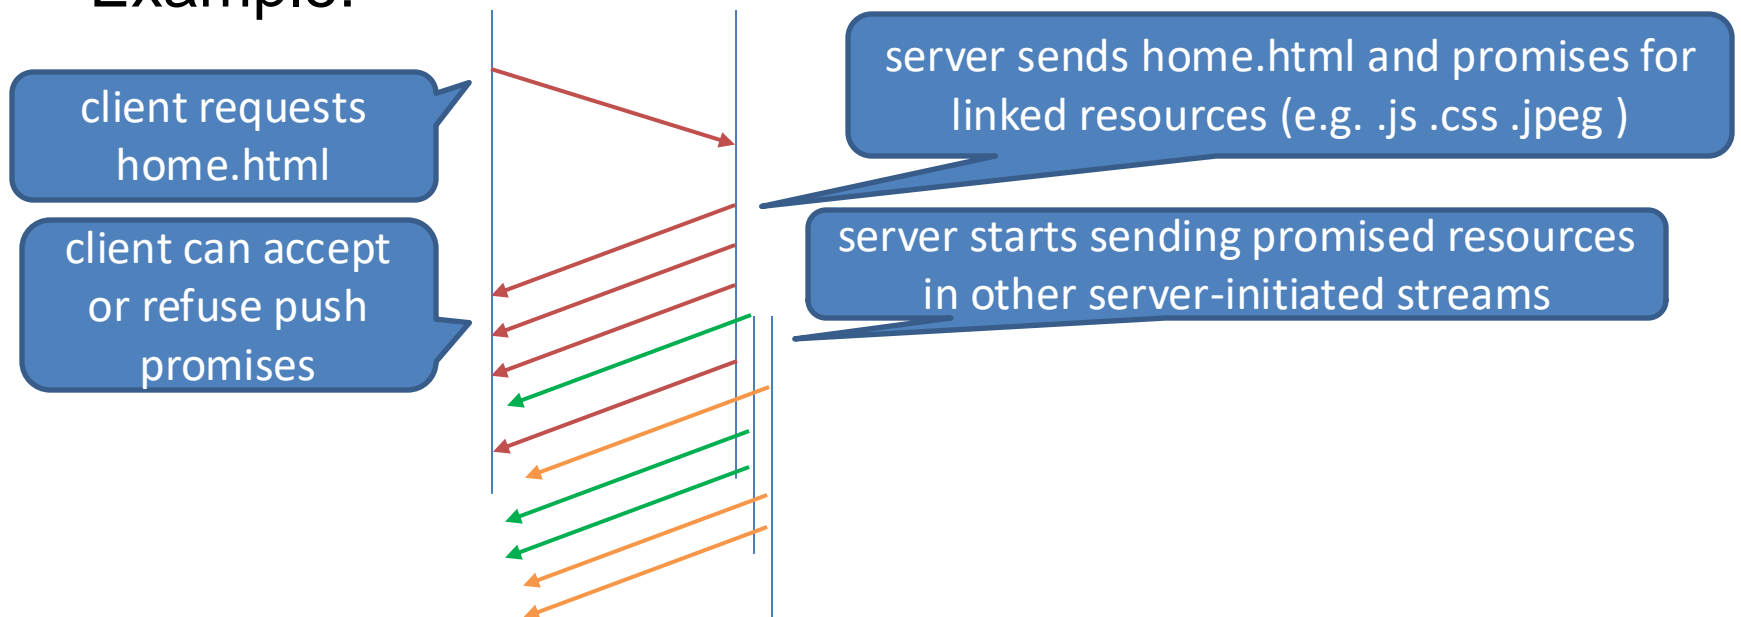 Example:
client requests
home.html
server sends home.html and promises for
linked resources (e.g. .js .css .jpeg )
client can accept
or refuse push
promises
server starts sending promised resources
in other server-initiated streams